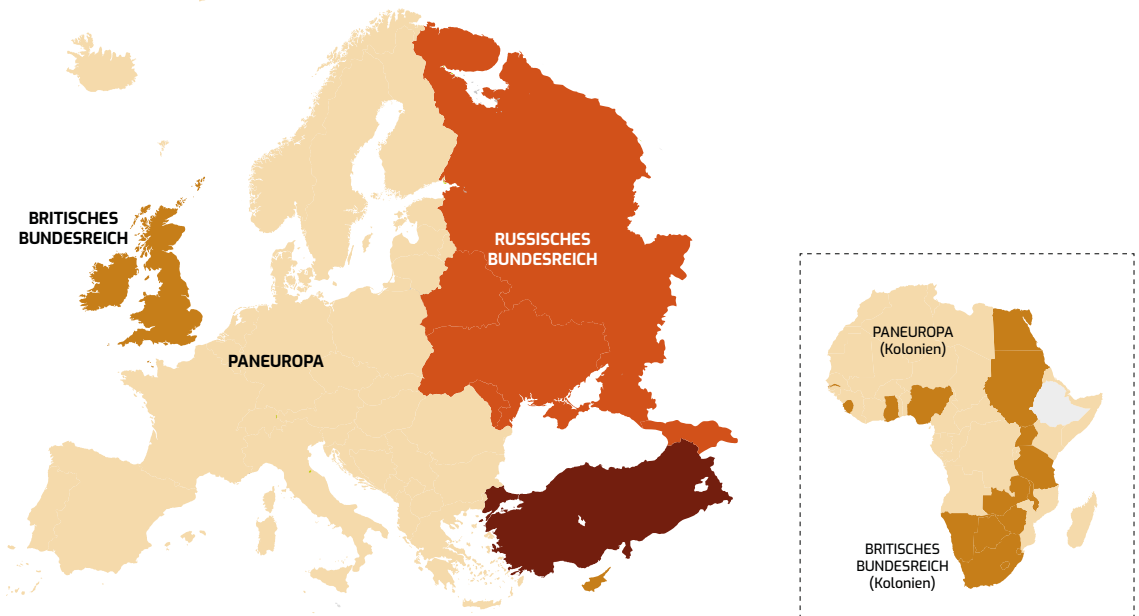 BRITISCHES
BUNDESREICH
RUSSISCHES
BUNDESREICH
PANEUROPA
PANEUROPA
(Kolonien)
BRITISCHES
BUNDESREICH
(Kolonien)